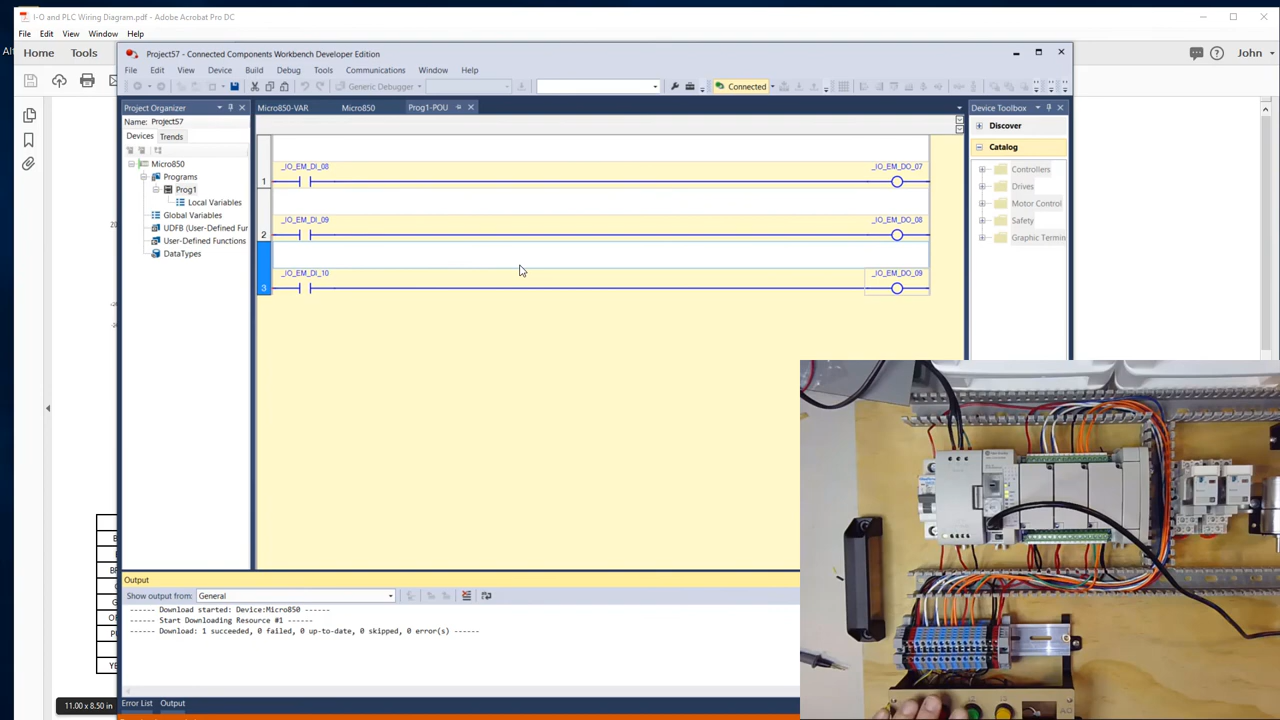 I-O and PLC Wiring Diagram.pdf - Adobe Acrobat Pro DC
File Edit View Window Help
Home Tools
John
Project57 - Connected Components Workbench Developer Edition
File Edit View Device Build Debug Tools Communications Window Help
Generic Debugger
Connected
Project Organizer
Name: Project57
Devices Trends
Micro850
Programs
Prog1
Local Variables
Global Variables
UDFB (User-Defined Fur
User-Defined Functions
DataTypes
Micro850-VAR Micro850 Prog1-POU
_IO_EM_DI_08 _IO_EM_DO_07
1
_IO_EM_DI_09 _IO_EM_DO_08
2
_IO_EM_DI_10 _IO_EM_DO_09
3
Device Toolbox
Discover
Catalog
Controllers
Drives
Motor Control
Safety
Graphic Termin
Output
Show output from: General
------ Download started: Device:Micro850 ------
------ Start Downloading Resource #1 ------
------ Download: 1 succeeded, 0 failed, 0 up-to-date, 0 skipped, 0 error(s) ------
Error List Output
11.00 x 8.50 in